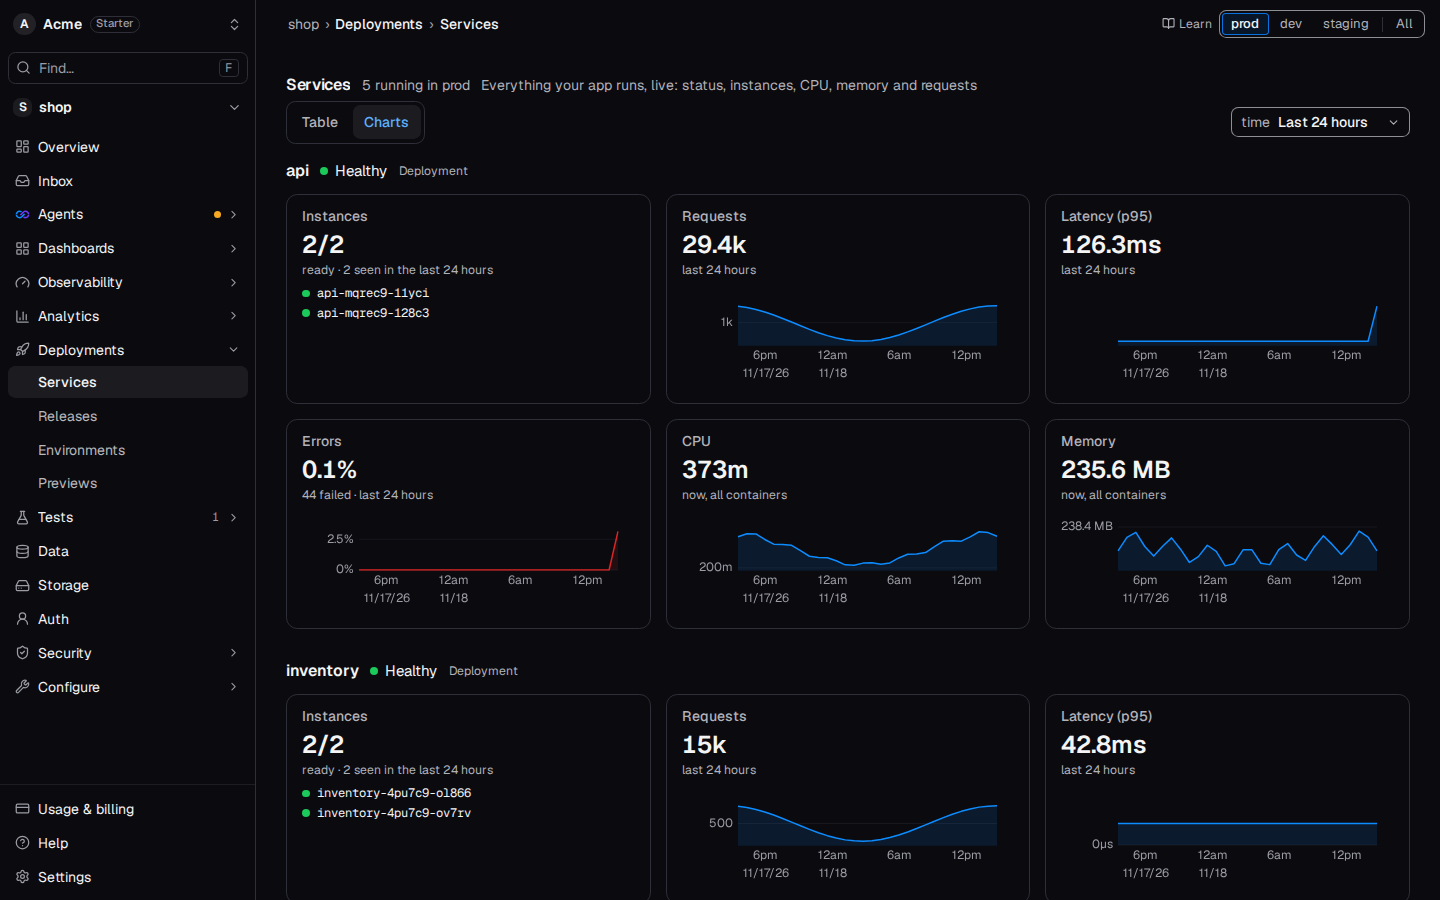 A Acme Starter
Find... F
S shop
Overview
Inbox
Agents
Dashboards
Observability
Analytics
Deployments
Services
Releases
Environments
Previews
Tests 1
Data
Storage
Auth
Security
Configure
Usage & billing
Help
Settings
shop › Deployments › Services
Learn prod dev staging All
Services 5 running in prod Everything your app runs, live: status, instances, CPU, memory and requests
Table Charts
time Last 24 hours
api Healthy Deployment
Instances
2/2
ready · 2 seen in the last 24 hours
api-mqrec9-11yci
api-mqrec9-128c3
Requests
29.4k
last 24 hours
1k
6pm 12am 6am 12pm
11/17/26 11/18
Latency (p95)
126.3ms
last 24 hours
6pm 12am 6am 12pm
11/17/26 11/18
Errors
0.1%
44 failed · last 24 hours
2.5%
0%
6pm 12am 6am 12pm
11/17/26 11/18
CPU
373m
now, all containers
200m
6pm 12am 6am 12pm
11/17/26 11/18
Memory
235.6 MB
now, all containers
238.4 MB
6pm 12am 6am 12pm
11/17/26 11/18
inventory Healthy Deployment
Instances
2/2
ready · 2 seen in the last 24 hours
inventory-4pu7c9-ol866
inventory-4pu7c9-ov7rv
Requests
15k
last 24 hours
500
6pm 12am 6am 12pm
11/17/26 11/18
Latency (p95)
42.8ms
last 24 hours
0µs
6pm 12am 6am 12pm
11/17/26 11/18